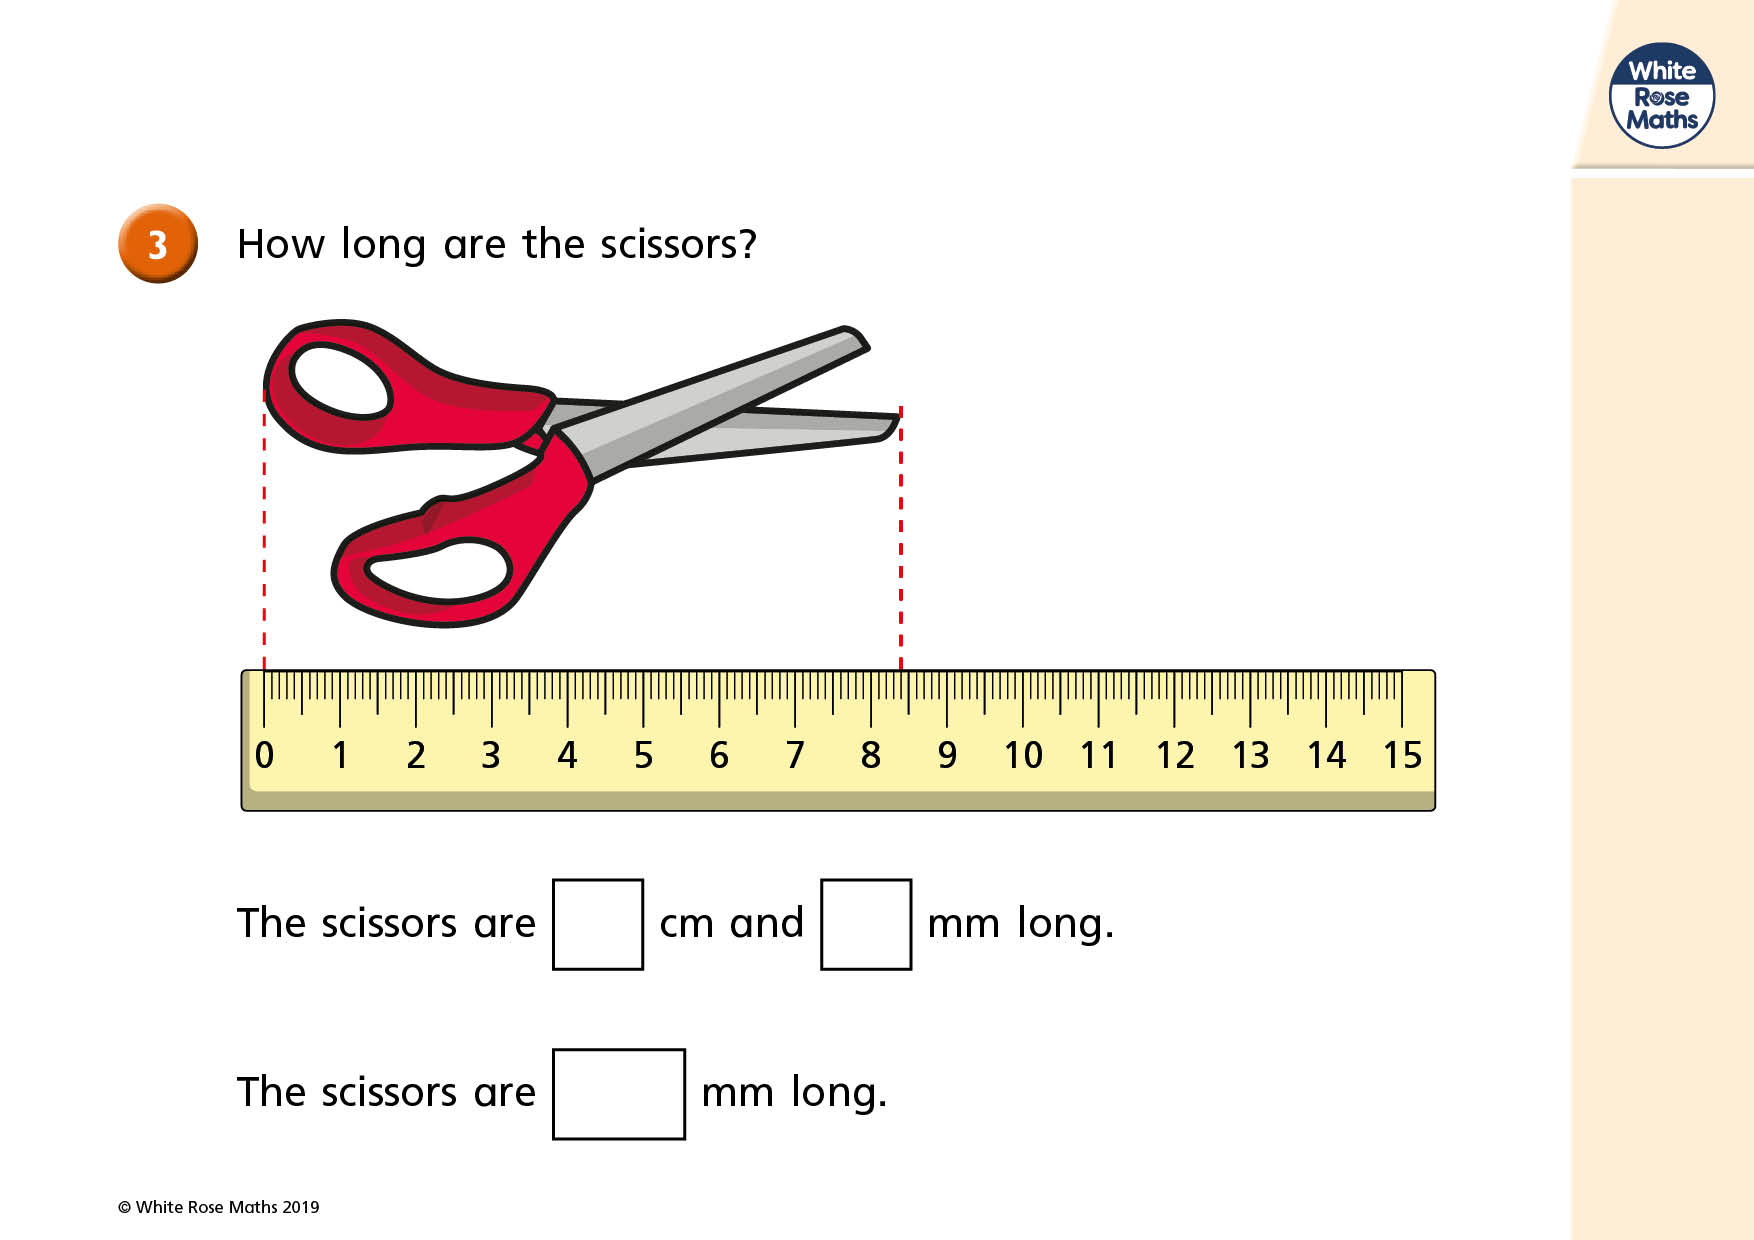 White
Rose
Maths
3 How long are the scissors?
0 1 2 3 4 5 6 7 8 9 10 11 12 13 14 15
The scissors are cm and mm long.
The scissors are mm long.
© White Rose Maths 2019